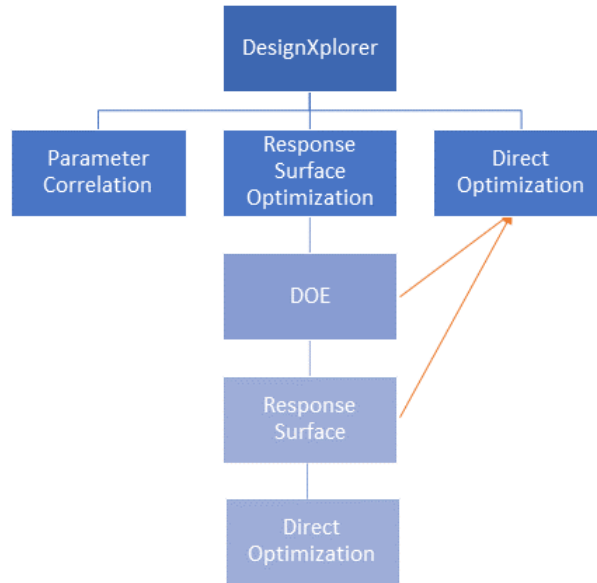 DesignXplorer
Parameter
Correlation
Response
Surface
Optimization
Direct
Optimization
DOE
Response
Surface
Direct
Optimization